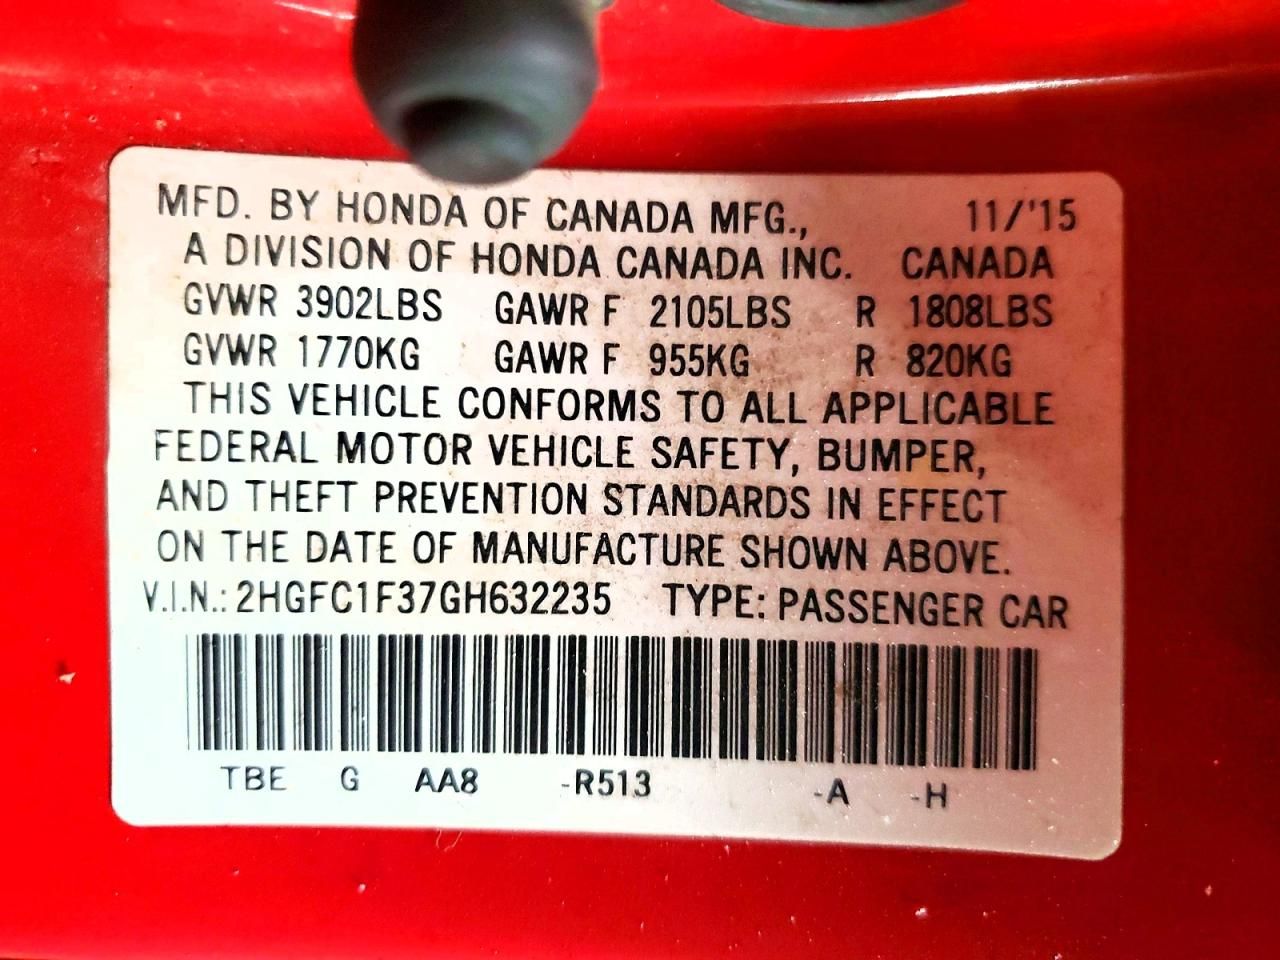 MFD. BY HONDA OF CANADA MFG., 11/'15
A DIVISION OF HONDA CANADA INC. CANADA
GVWR 3902LBS GAWR F 2105LBS R 1808LBS
GVWR 1770KG GAWR F 955KG R 820KG
THIS VEHICLE CONFORMS TO ALL APPLICABLE
FEDERAL MOTOR VEHICLE SAFETY, BUMPER,
AND THEFT PREVENTION STANDARDS IN EFFECT
ON THE DATE OF MANUFACTURE SHOWN ABOVE.
V.I.N.: 2HGFC1F37GH632235 TYPE: PASSENGER CAR
TBE G AA8 -R513 -A -H